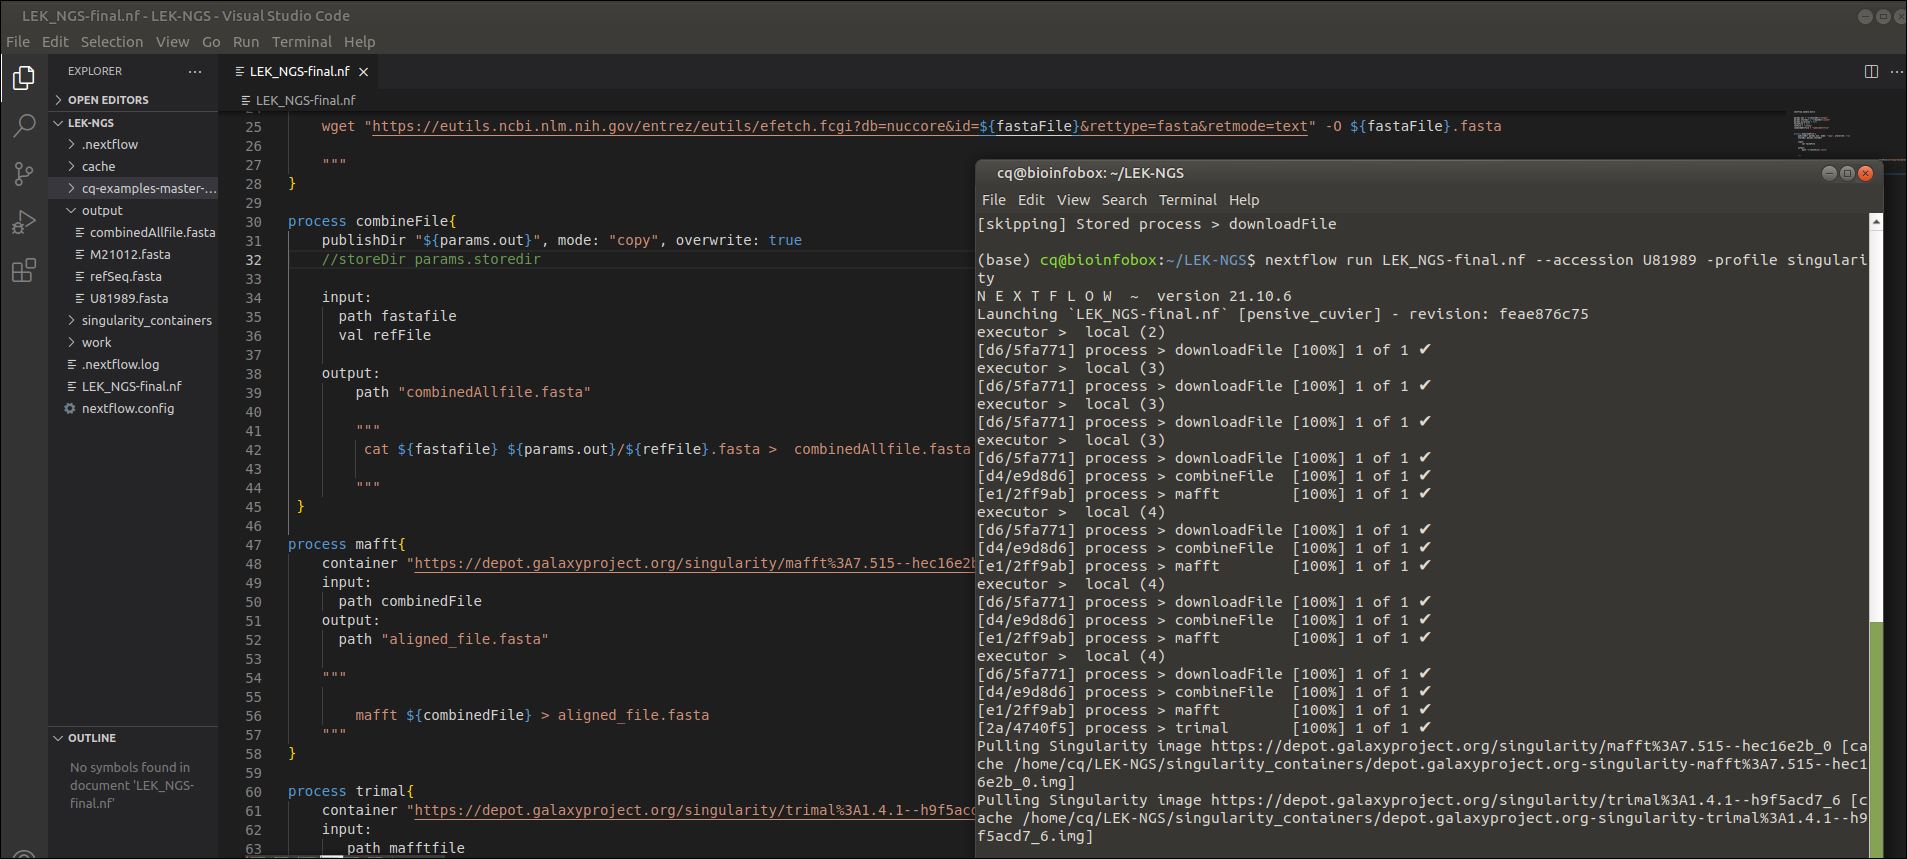 LEK_NGS-final.nf - LEK-NGS - Visual Studio Code
File Edit Selection View Go Run Terminal Help
EXPLORER ...
OPEN EDITORS
LEK-NGS
.nextflow
cache
cq-examples-master-...
output
combinedAllfile.fasta
M21012.fasta
refSeq.fasta
U81989.fasta
singularity_containers
work
.nextflow.log
LEK_NGS-final.nf
nextflow.config
OUTLINE
No symbols found in
document 'LEK_NGS-
final.nf'
LEK_NGS-final.nf
LEK_NGS-final.nf
25 wget "https://eutils.ncbi.nlm.nih.gov/entrez/eutils/efetch.fcgi?db=nuccore&id=${fastaFile}&rettype=fasta&retmode=text" -O ${fastaFile}.fasta
26
27 """
28 }
29
30 process combineFile{
31 publishDir "${params.out}", mode: "copy", overwrite: true
32 //storeDir params.storedir
33
34 input:
35 path fastafile
36 val refFile
37
38 output:
39 path "combinedAllfile.fasta"
40
41 """
42 cat ${fastafile} ${params.out}/${refFile}.fasta > combinedAllfile.fasta
43
44 """
45 }
46
47 process mafft{
48 container "https://depot.galaxyproject.org/singularity/mafft%3A7.515--hec16e2b
49 input:
50 path combinedFile
51 output:
52 path "aligned_file.fasta"
53
54 """
55
56 mafft ${combinedFile} > aligned_file.fasta
57 """
58 }
59
60 process trimal{
61 container "https://depot.galaxyproject.org/singularity/trimal%3A1.4.1--h9f5acd
62 input:
63 path mafftfile
cq@bioinfobox: ~/LEK-NGS
File Edit View Search Terminal Help
[skipping] Stored process > downloadFile
(base) cq@bioinfobox:~/LEK-NGS$ nextflow run LEK_NGS-final.nf --accession U81989 -profile singulari
ty
N E X T F L O W ~ version 21.10.6
Launching `LEK_NGS-final.nf` [pensive_cuvier] - revision: feae876c75
executor > local (2)
[d6/5fa771] process > downloadFile [100%] 1 of 1 ✔
executor > local (3)
[d6/5fa771] process > downloadFile [100%] 1 of 1 ✔
executor > local (3)
[d6/5fa771] process > downloadFile [100%] 1 of 1 ✔
executor > local (3)
[d6/5fa771] process > downloadFile [100%] 1 of 1 ✔
[d4/e9d8d6] process > combineFile [100%] 1 of 1 ✔
[e1/2ff9ab] process > mafft [100%] 1 of 1 ✔
executor > local (4)
[d6/5fa771] process > downloadFile [100%] 1 of 1 ✔
[d4/e9d8d6] process > combineFile [100%] 1 of 1 ✔
[e1/2ff9ab] process > mafft [100%] 1 of 1 ✔
executor > local (4)
[d6/5fa771] process > downloadFile [100%] 1 of 1 ✔
[d4/e9d8d6] process > combineFile [100%] 1 of 1 ✔
[e1/2ff9ab] process > mafft [100%] 1 of 1 ✔
executor > local (4)
[d6/5fa771] process > downloadFile [100%] 1 of 1 ✔
[d4/e9d8d6] process > combineFile [100%] 1 of 1 ✔
[e1/2ff9ab] process > mafft [100%] 1 of 1 ✔
[2a/4740f5] process > trimal [100%] 1 of 1 ✔
Pulling Singularity image https://depot.galaxyproject.org/singularity/mafft%3A7.515--hec16e2b_0 [ca
che /home/cq/LEK-NGS/singularity_containers/depot.galaxyproject.org-singularity-mafft%3A7.515--hec1
6e2b_0.img]
Pulling Singularity image https://depot.galaxyproject.org/singularity/trimal%3A1.4.1--h9f5acd7_6 [c
ache /home/cq/LEK-NGS/singularity_containers/depot.galaxyproject.org-singularity-trimal%3A1.4.1--h9
f5acd7_6.img]